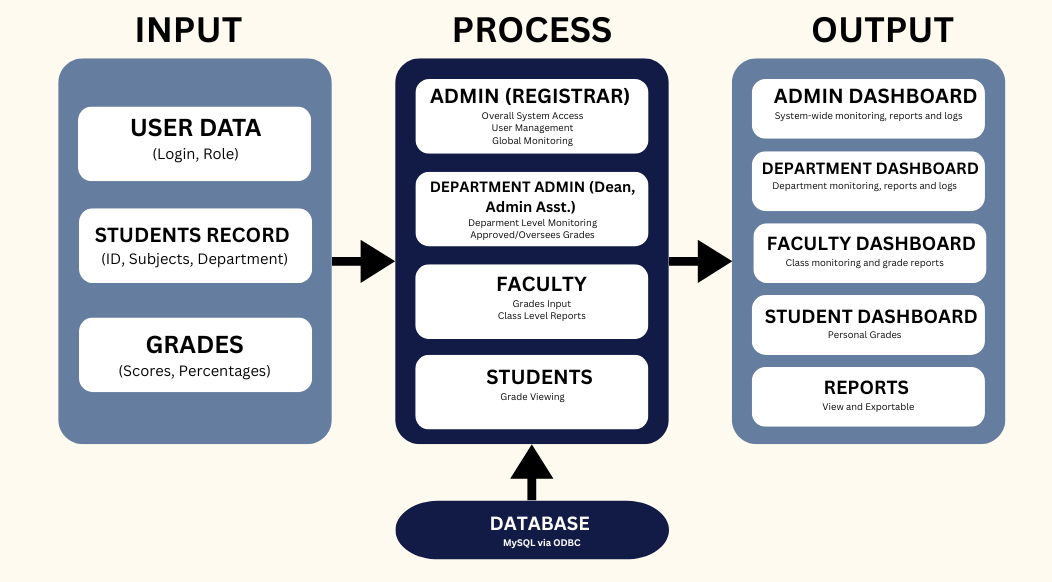 INPUT
USER DATA
(Login, Role)
STUDENTS RECORD
(ID, Subjects, Department)
GRADES
(Scores, Percentages)
PROCESS
ADMIN (REGISTRAR)
Overall System Access
User Management
Global Monitoring
DEPARTMENT ADMIN (Dean,
Admin Asst.)
Deparment Level Monitoring
Approved/Oversees Grades
FACULTY
Grades Input
Class Level Reports
STUDENTS
Grade Viewing
DATABASE
MySQL via ODBC
OUTPUT
ADMIN DASHBOARD
System-wide monitoring, reports and logs
DEPARTMENT DASHBOARD
Department monitoring, reports and logs
FACULTY DASHBOARD
Class monitoring and grade reports
STUDENT DASHBOARD
Personal Grades
REPORTS
View and Exportable